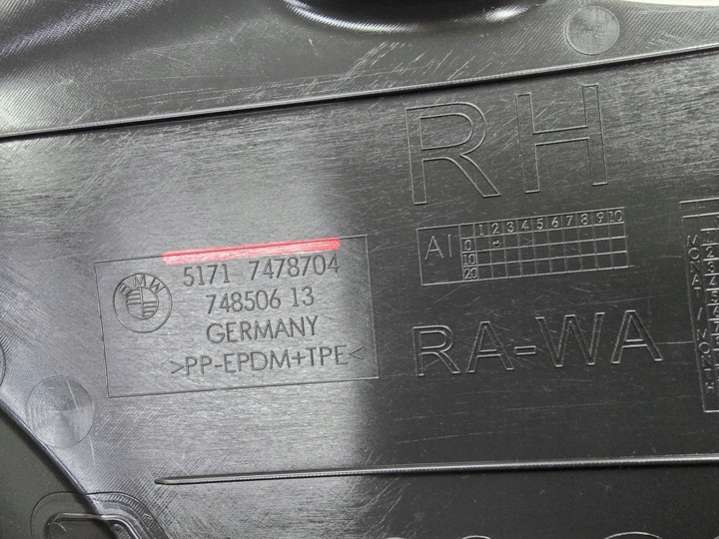 RH
AI
1 2 3 4 5 6 7 8 9 10
0
10
20
BMW
5171 7478704
748506 13
GERMANY
>PP-EPDM+TPE<
RA-WA